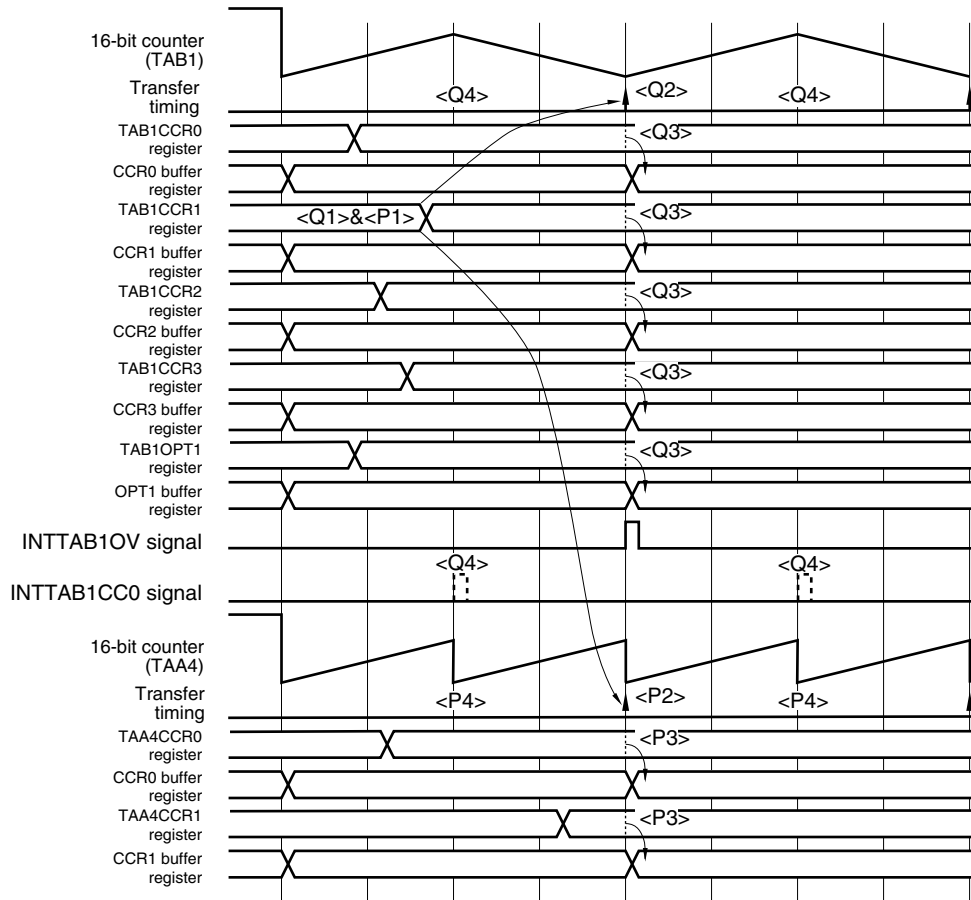 16-bit counter
(TAB1)
Transfer
timing
<Q4>
<Q2>
<Q4>
TAB1CCR0
register
<Q3>
CCR0 buffer
register
TAB1CCR1
register
<Q1>&<P1>
<Q3>
CCR1 buffer
register
TAB1CCR2
register
<Q3>
CCR2 buffer
register
TAB1CCR3
register
<Q3>
CCR3 buffer
register
TAB1OPT1
register
<Q3>
OPT1 buffer
register
INTTAB1OV signal
<Q4>
<Q4>
INTTAB1CC0 signal
16-bit counter
(TAA4)
Transfer
timing
<P4>
<P2>
<P4>
TAA4CCR0
register
<P3>
CCR0 buffer
register
TAA4CCR1
register
<P3>
CCR1 buffer
register